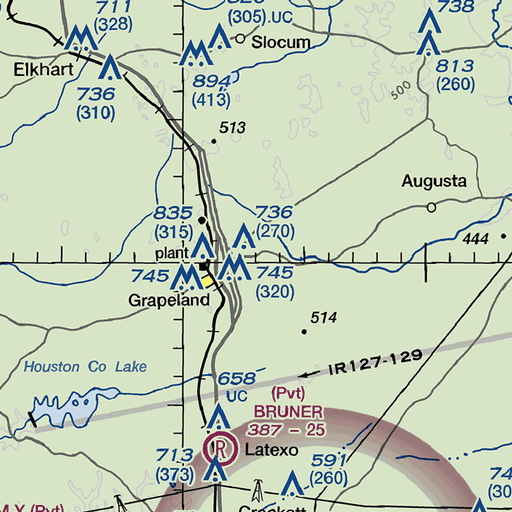 711
(328)
820
(305).UC
Slocum
738
Elkhart
736
(310)
894
(413)
813
(260)
500
513
Augusta
835
(315)
plant
736
(270)
444
745
745
(320)
Grapeland
514
Houston Co Lake
IR127-129
658
UC
(Pvt)
BRUNER
387 - 25
R
Latexo
713
(373)
591
(260)
Crockett
(Pvt)